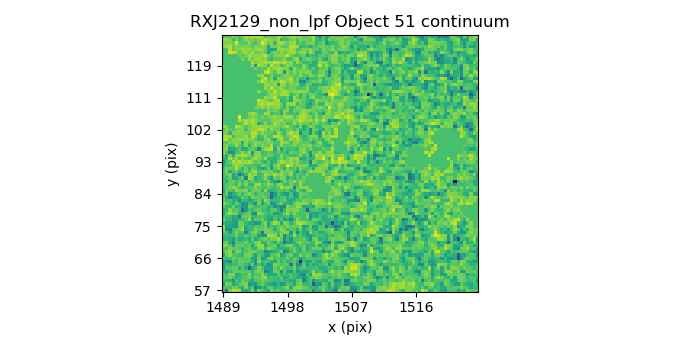 RXJ2129_non_lpf Object 51 continuum
119
111
102
93
84
75
66
57
y (pix)
1489 1498 1507 1516
x (pix)